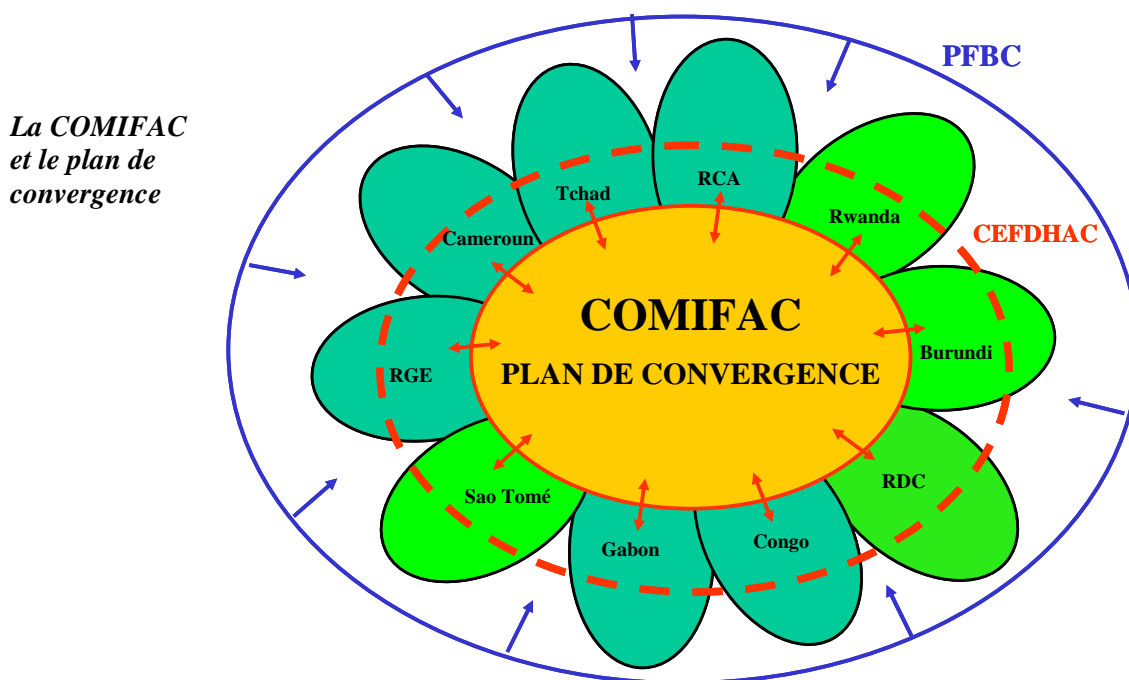 La COMIFAC
et le plan de
convergence
PFBC
RCA
Tchad
Rwanda
CEFDHAC
Cameroun
COMIFAC
PLAN DE CONVERGENCE
Burundi
RGE
RDC
Sao Tomé
Gabon
Congo